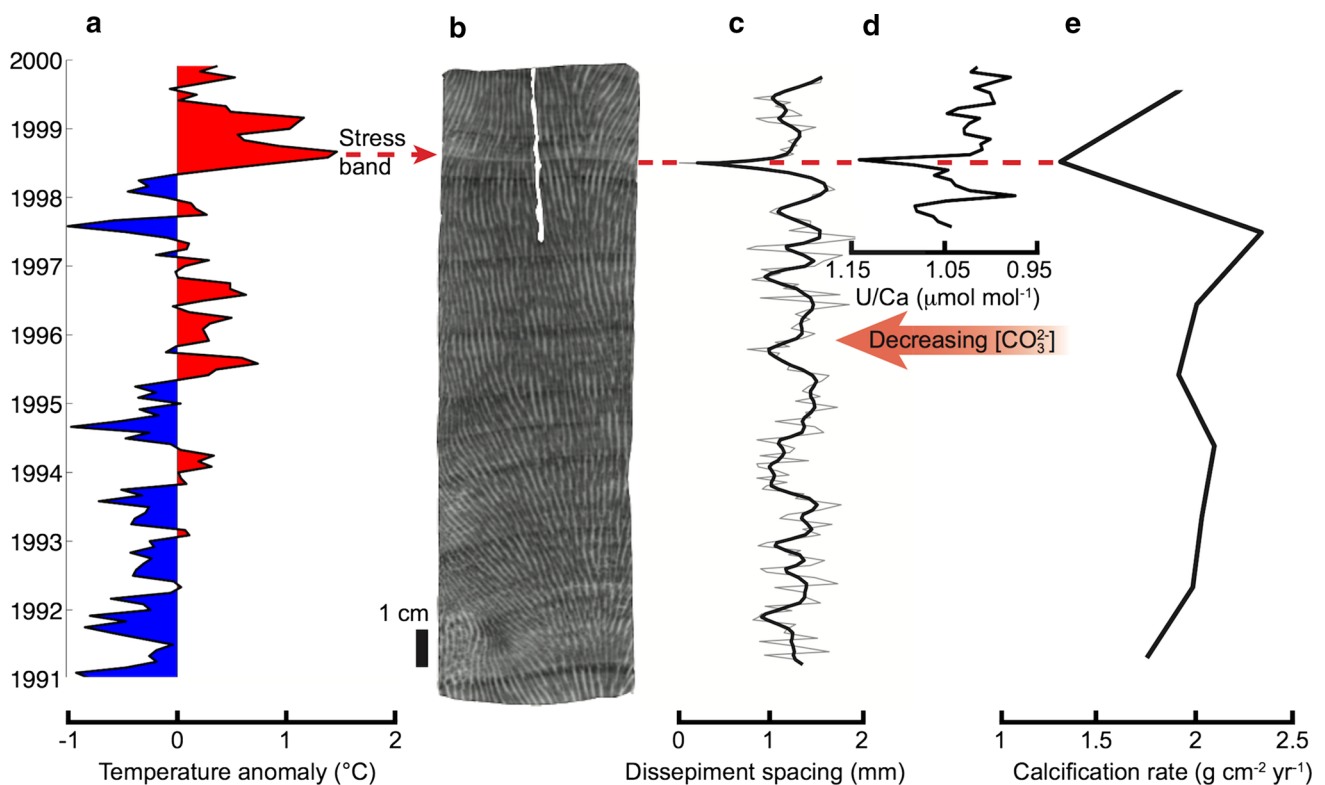 a
b
c
d
e
2000
1999
1998
1997
1996
1995
1994
1993
1992
1991
Stress
band
1 cm
1.15 1.05 0.95
U/Ca (μmol mol⁻¹)
Decreasing [CO₃²⁻]
-1 0 1 2
Temperature anomaly (°C)
0 1 2
Dissepiment spacing (mm)
1 1.5 2 2.5
Calcification rate (g cm⁻² yr⁻¹)